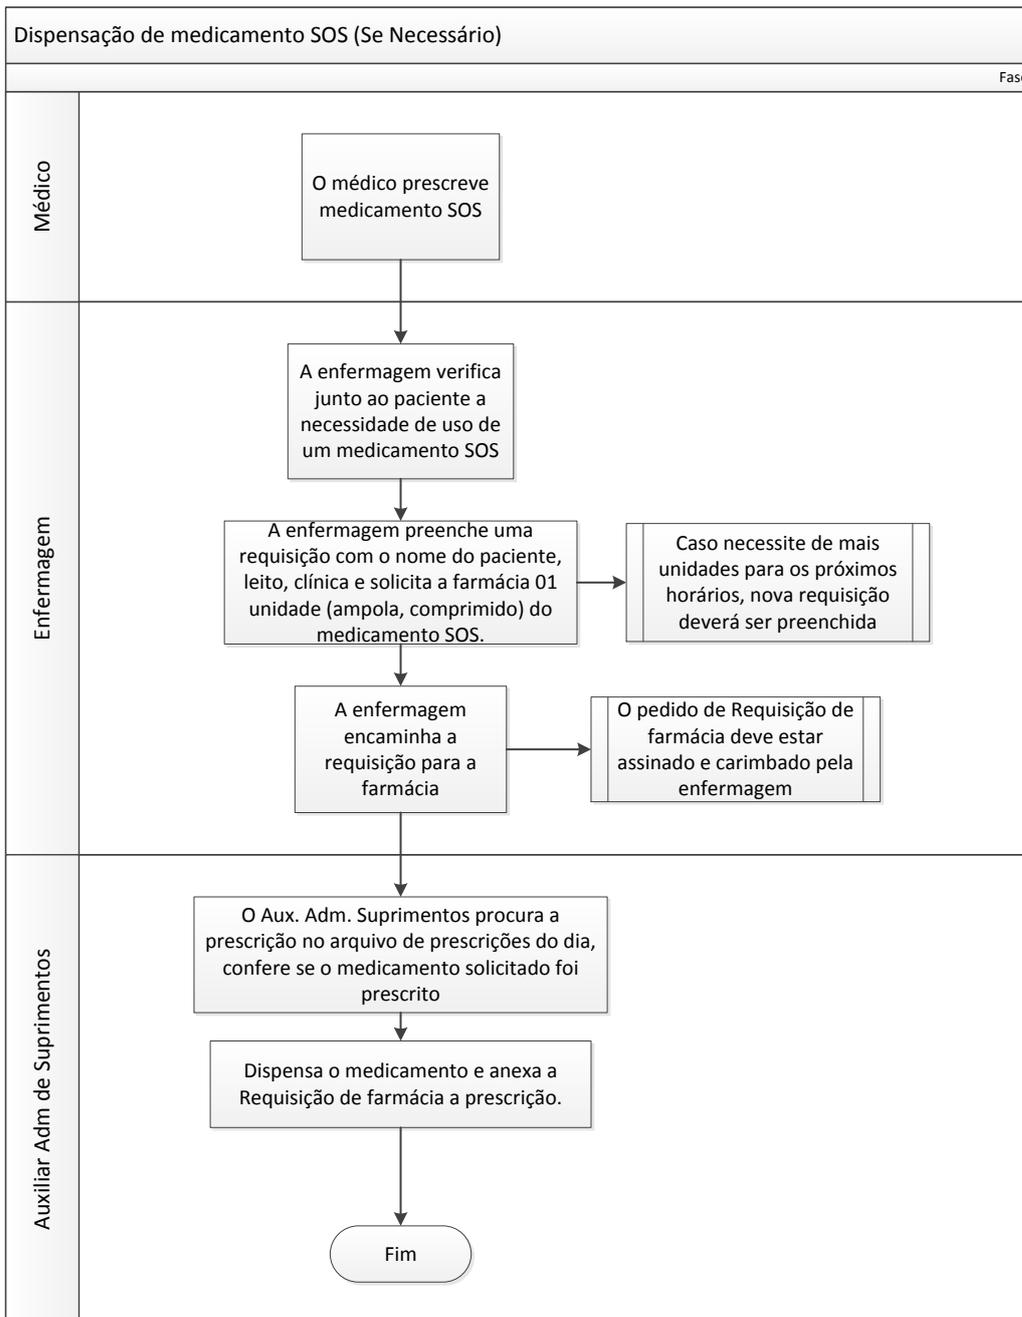 Dispensação de medicamento SOS (Se Necessário)
Fase
Médico
O médico prescreve
medicamento SOS
Enfermagem
A enfermagem verifica
junto ao paciente a
necessidade de uso de
um medicamento SOS
A enfermagem preenche uma
requisição com o nome do paciente,
leito, clínica e solicita a farmácia 01
unidade (ampola, comprimido) do
medicamento SOS.
Caso necessite de mais
unidades para os próximos
horários, nova requisição
deverá ser preenchida
A enfermagem
encaminha a
requisição para a
farmácia
O pedido de Requisição de
farmácia deve estar
assinado e carimbado pela
enfermagem
Auxiliar Adm de Suprimentos
O Aux. Adm. Suprimentos procura a
prescrição no arquivo de prescrições do dia,
confere se o medicamento solicitado foi
prescrito
Dispensa o medicamento e anexa a
Requisição de farmácia a prescrição.
Fim